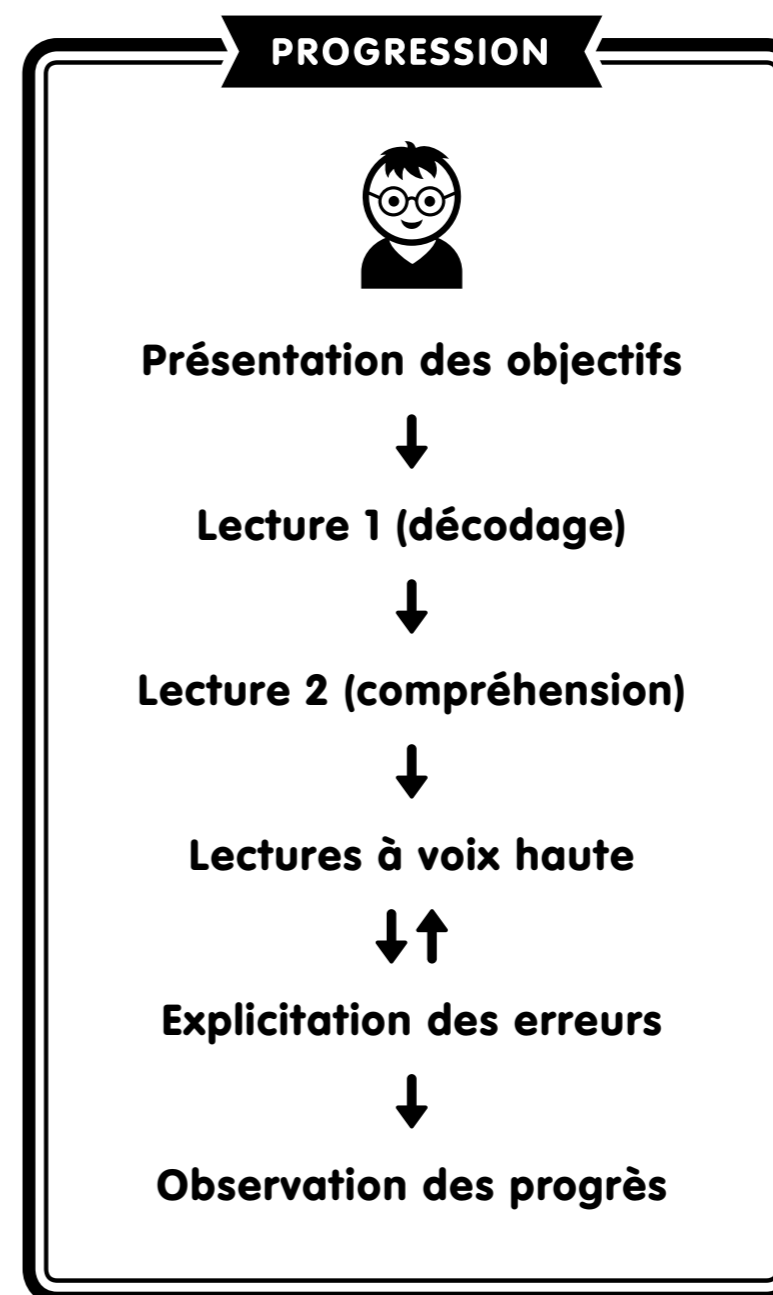 PROGRESSION
Présentation des objectifs
Lecture 1 (décodage)
Lecture 2 (compréhension)
Lectures à voix haute
Explicitation des erreurs
Observation des progrès